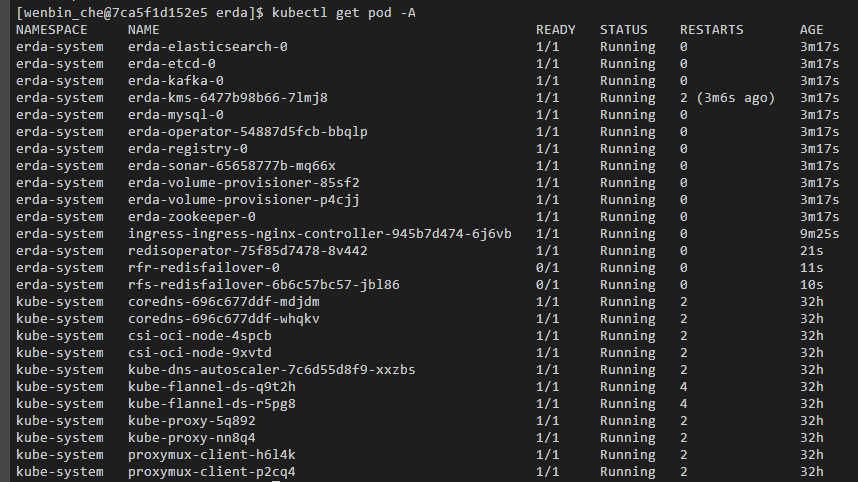 [wenbin_che@7ca5f1d152e5 erda]$ kubectl get pod -A
NAMESPACE NAME READY STATUS RESTARTS AGE
erda-system erda-elasticsearch-0 1/1 Running 0 3m17s
erda-system erda-etcd-0 1/1 Running 0 3m17s
erda-system erda-kafka-0 1/1 Running 0 3m17s
erda-system erda-kms-6477b98b66-7lmj8 1/1 Running 2 (3m6s ago) 3m17s
erda-system erda-mysql-0 1/1 Running 0 3m17s
erda-system erda-operator-54887d5fcb-bbqlp 1/1 Running 0 3m17s
erda-system erda-registry-0 1/1 Running 0 3m17s
erda-system erda-sonar-65658777b-mq66x 1/1 Running 0 3m17s
erda-system erda-volume-provisioner-85sf2 1/1 Running 0 3m17s
erda-system erda-volume-provisioner-p4cjj 1/1 Running 0 3m17s
erda-system erda-zookeeper-0 1/1 Running 0 3m17s
erda-system ingress-ingress-nginx-controller-945b7d474-6j6vb 1/1 Running 0 9m25s
erda-system redisoperator-75f85d7478-8v442 1/1 Running 0 21s
erda-system rfr-redisfailover-0 0/1 Running 0 11s
erda-system rfs-redisfailover-6b6c57bc57-jbl86 0/1 Running 0 10s
kube-system coredns-696c677ddf-mdjdm 1/1 Running 2 32h
kube-system coredns-696c677ddf-whqkv 1/1 Running 2 32h
kube-system csi-oci-node-4spcb 1/1 Running 2 32h
kube-system csi-oci-node-9xvtd 1/1 Running 2 32h
kube-system kube-dns-autoscaler-7c6d55d8f9-xxzbs 1/1 Running 2 32h
kube-system kube-flannel-ds-q9t2h 1/1 Running 4 32h
kube-system kube-flannel-ds-r5pg8 1/1 Running 4 32h
kube-system kube-proxy-5q892 1/1 Running 2 32h
kube-system kube-proxy-nn8q4 1/1 Running 2 32h
kube-system proxymux-client-h6l4k 1/1 Running 2 32h
kube-system proxymux-client-p2cq4 1/1 Running 2 32h